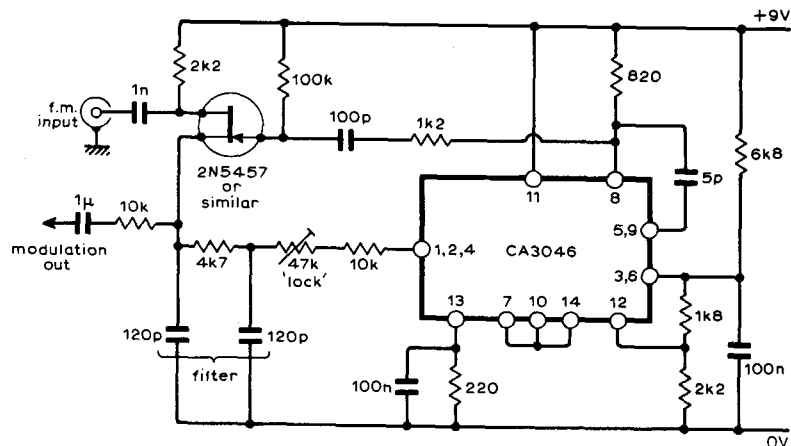 +9V
2k2
100k
820
1n
f.m.
input
100p
1k2
6k8
2N5457
or
similar
5p
11
8
1μ
10k
modulation
out
5,9
4k7
47k
'lock'
10k
1,2,4
CA3046
3,6
13
7
10
14
12
1k8
120p
120p
filter
100n
220
2k2
100n
0V